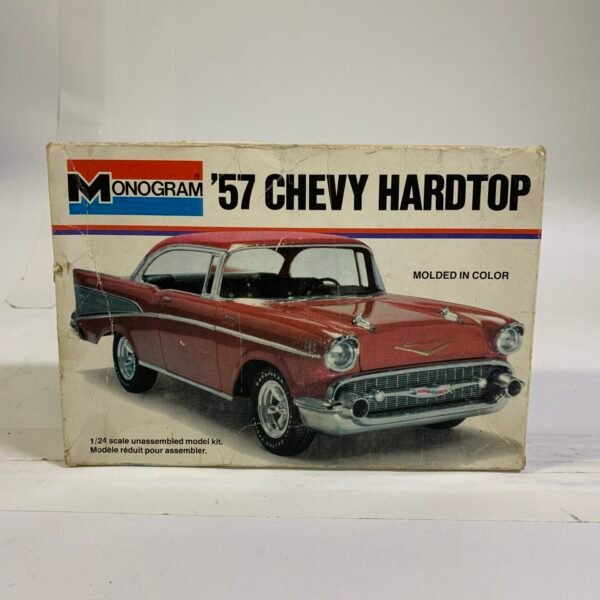 MONOGRAM®
'57 CHEVY HARDTOP
MOLDED IN COLOR
1/24 scale unassembled model kit.
Modèle réduit pour assembler.